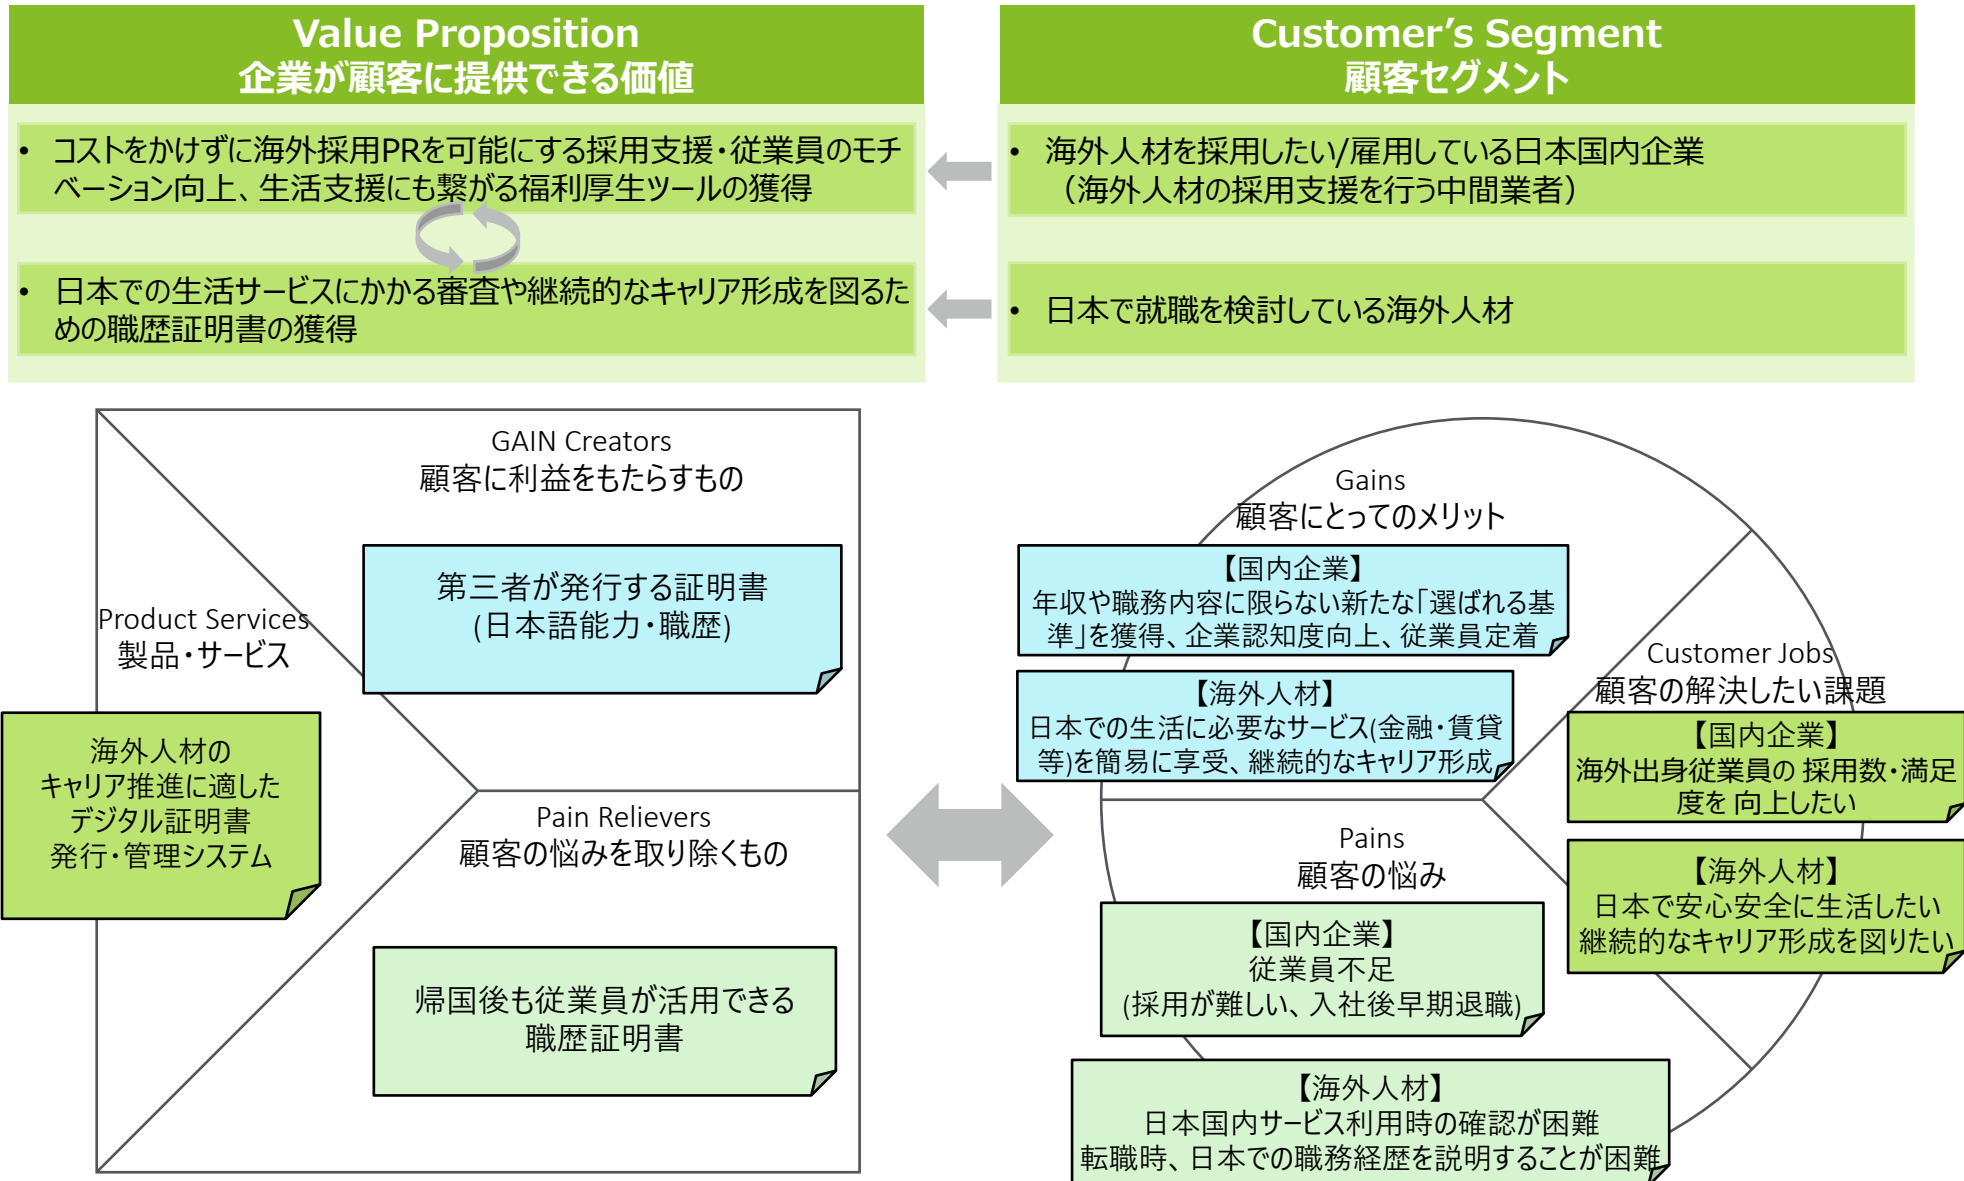 Value Proposition
企業が顧客に提供できる価値
• コストをかけずに海外採用PRを可能にする採用支援・従業員のモチ
ベーション向上、生活支援にも繋がる福利厚生ツールの獲得
• 日本での生活サービスにかかる審査や継続的なキャリア形成を図るた
めの職歴証明書の獲得
Customer’s Segment
顧客セグメント
• 海外人材を採用したい/雇用している日本国内企業
（海外人材の採用支援を行う中間業者）
• 日本で就職を検討している海外人材
GAIN Creators
顧客に利益をもたらすもの
第三者が発行する証明書
(日本語能力・職歴)
Product Services
製品・サービス
海外人材の
キャリア推進に適した
デジタル証明書
発行・管理システム
Pain Relievers
顧客の悩みを取り除くもの
帰国後も従業員が活用できる
職歴証明書
Gains
顧客にとってのメリット
【国内企業】
年収や職務内容に限らない新たな「選ばれる基
準」を獲得、企業認知度向上、従業員定着
【海外人材】
日本での生活に必要なサービス(金融・賃貸
等)を簡易に享受、継続的なキャリア形成
Customer Jobs
顧客の解決したい課題
【国内企業】
海外出身従業員の 採用数・満足
度を 向上したい
【海外人材】
日本で安心安全に生活したい
継続的なキャリア形成を図りたい
Pains
顧客の悩み
【国内企業】
従業員不足
(採用が難しい、入社後早期退職)
【海外人材】
日本国内サービス利用時の確認が困難
転職時、日本での職務経歴を説明することが困難